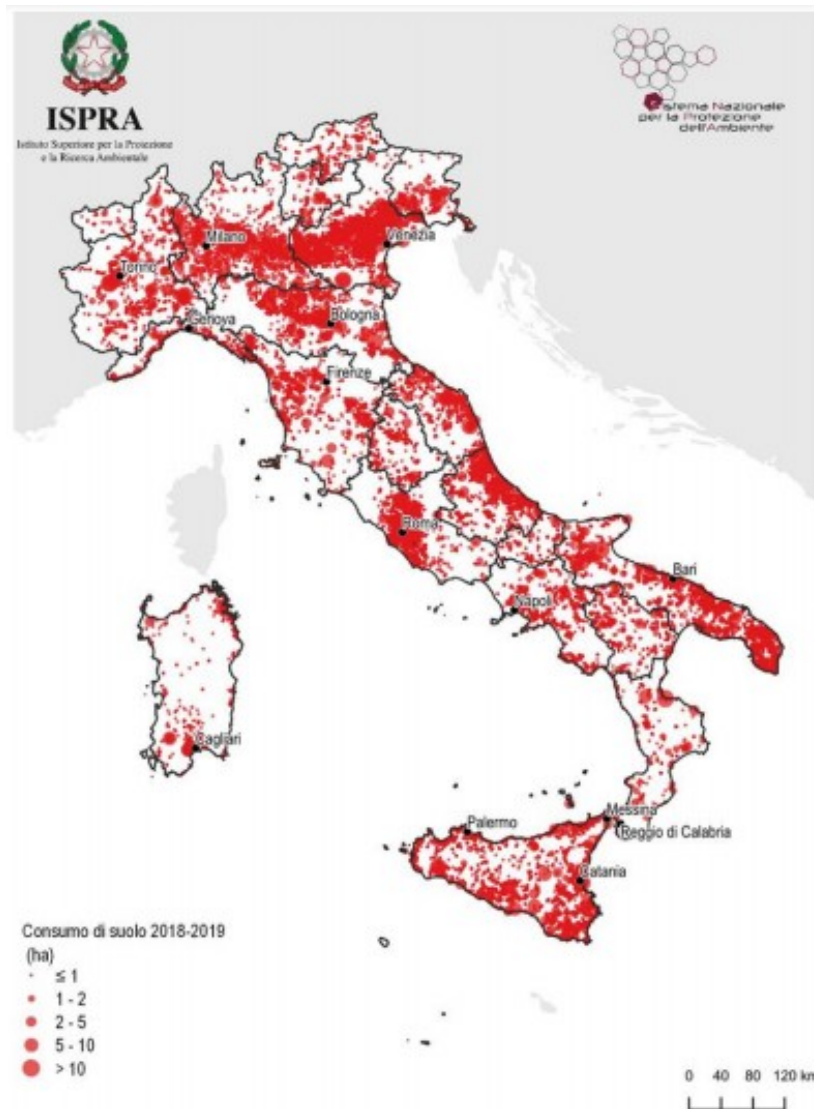 ISPRA
Istituto Superiore per la Protezione
e la Ricerca Ambientale
Sistema Nazionale
per la Protezione
dell'Ambiente
Milano
Venezia
Torino
Genova
Bologna
Firenze
Roma
Bari
Napoli
Cagliari
Messina
Palermo
Reggio di Calabria
Catania
Consumo di suolo 2018-2019
(ha)
≤ 1
1 - 2
2 - 5
5 - 10
> 10
0 40 80 120 km